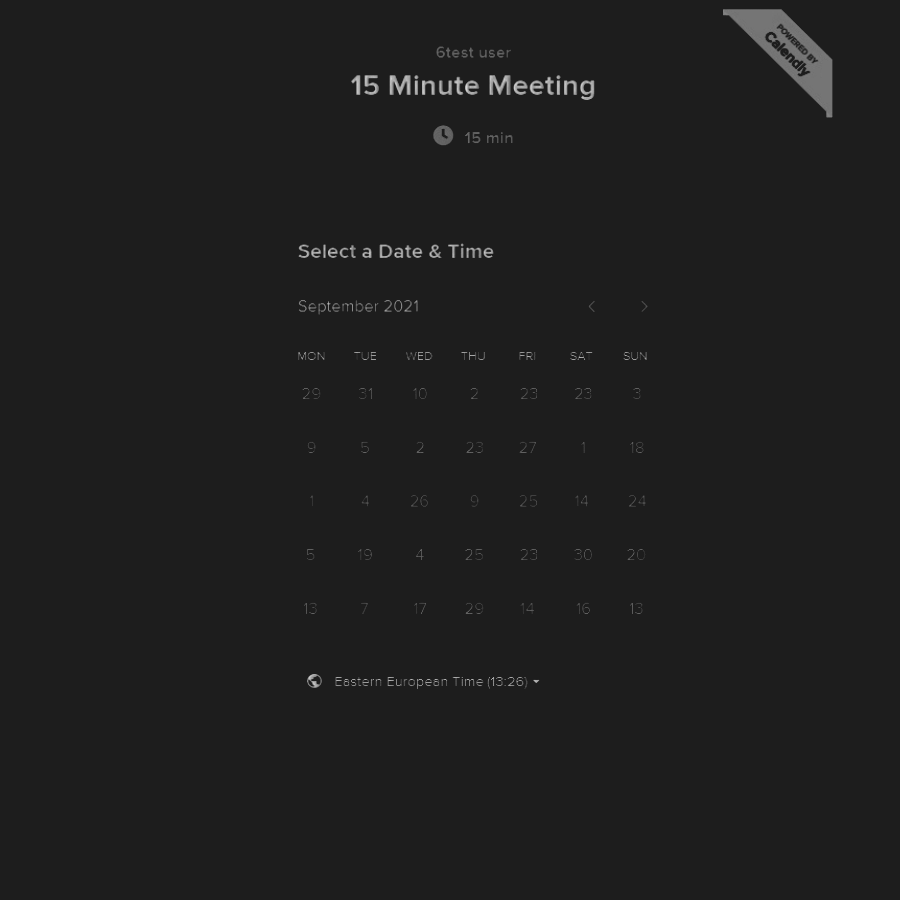 POWERED BY
Calendly
6test user
15 Minute Meeting
15 min
Select a Date & Time
September 2021
MON TUE WED THU FRI SAT SUN
29 31 10 2 23 23 3
9 5 2 23 27 1 18
1 4 26 9 25 14 24
5 19 4 25 23 30 20
13 7 17 29 14 16 13
Eastern European Time (13:26)